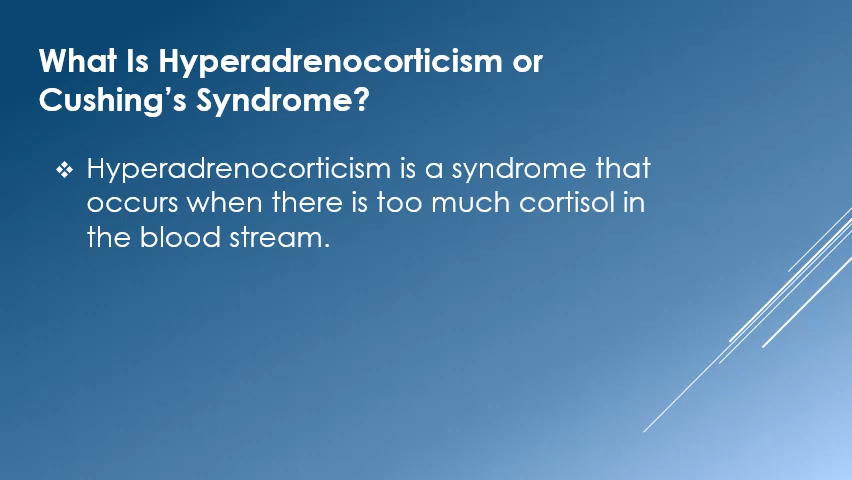 What Is Hyperadrenocorticism or
Cushing’s Syndrome?
❖ Hyperadrenocorticism is a syndrome that
occurs when there is too much cortisol in
the blood stream.